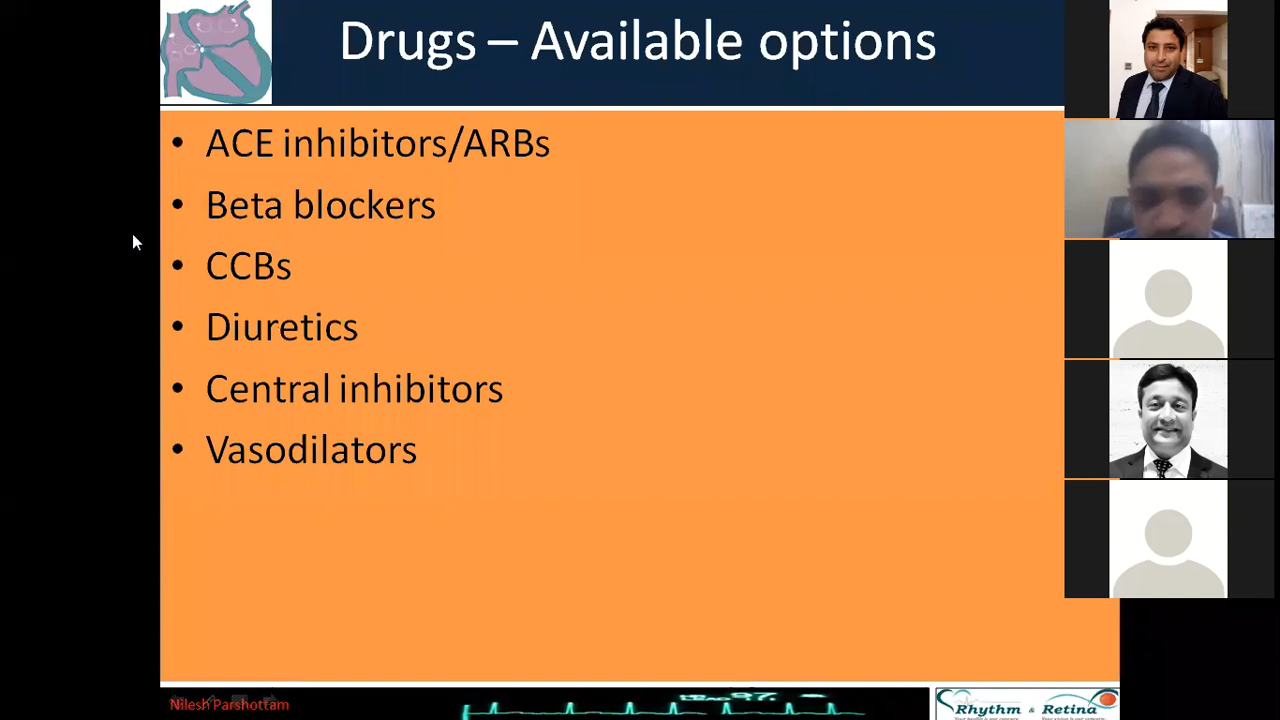 Drugs – Available options
• ACE inhibitors/ARBs
• Beta blockers
• CCBs
• Diuretics
• Central inhibitors
• Vasodilators
Nilesh Parshottam
Rhythm & Retina